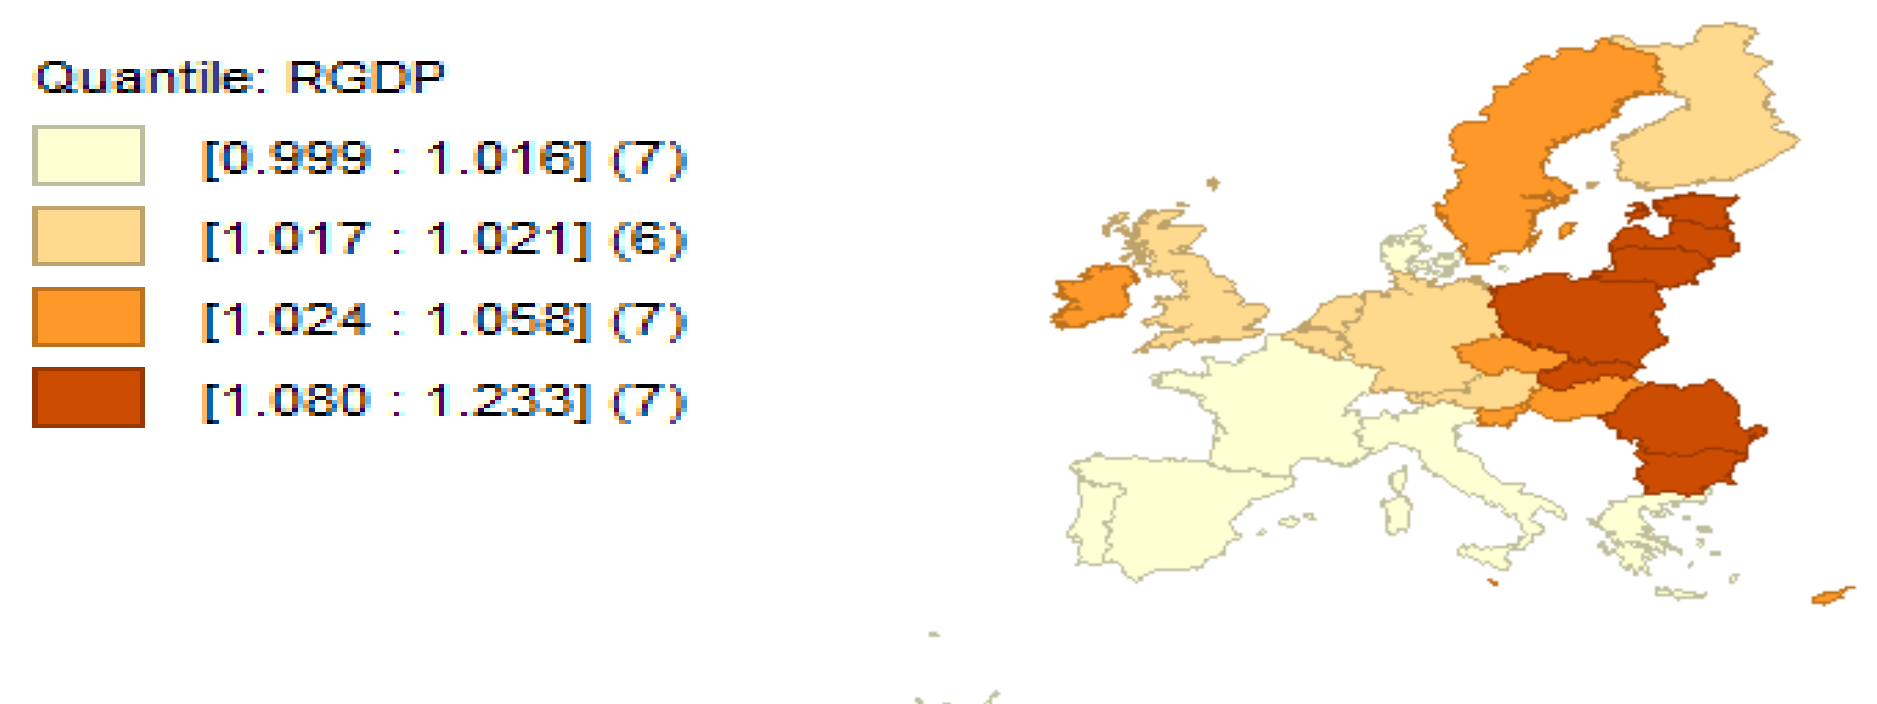 Quantile: RGDP
[0.999 : 1.016] (7)
[1.017 : 1.021] (6)
[1.024 : 1.058] (7)
[1.080 : 1.233] (7)